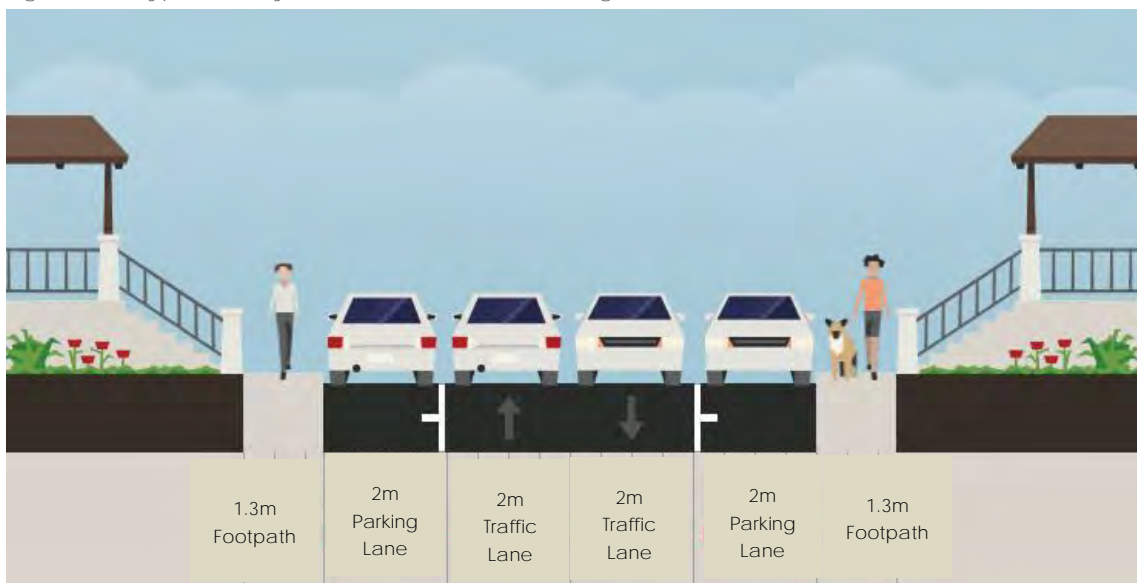 1.3m
Footpath
2m
Parking
Lane
2m
Traffic
Lane
2m
Traffic
Lane
2m
Parking
Lane
1.3m
Footpath